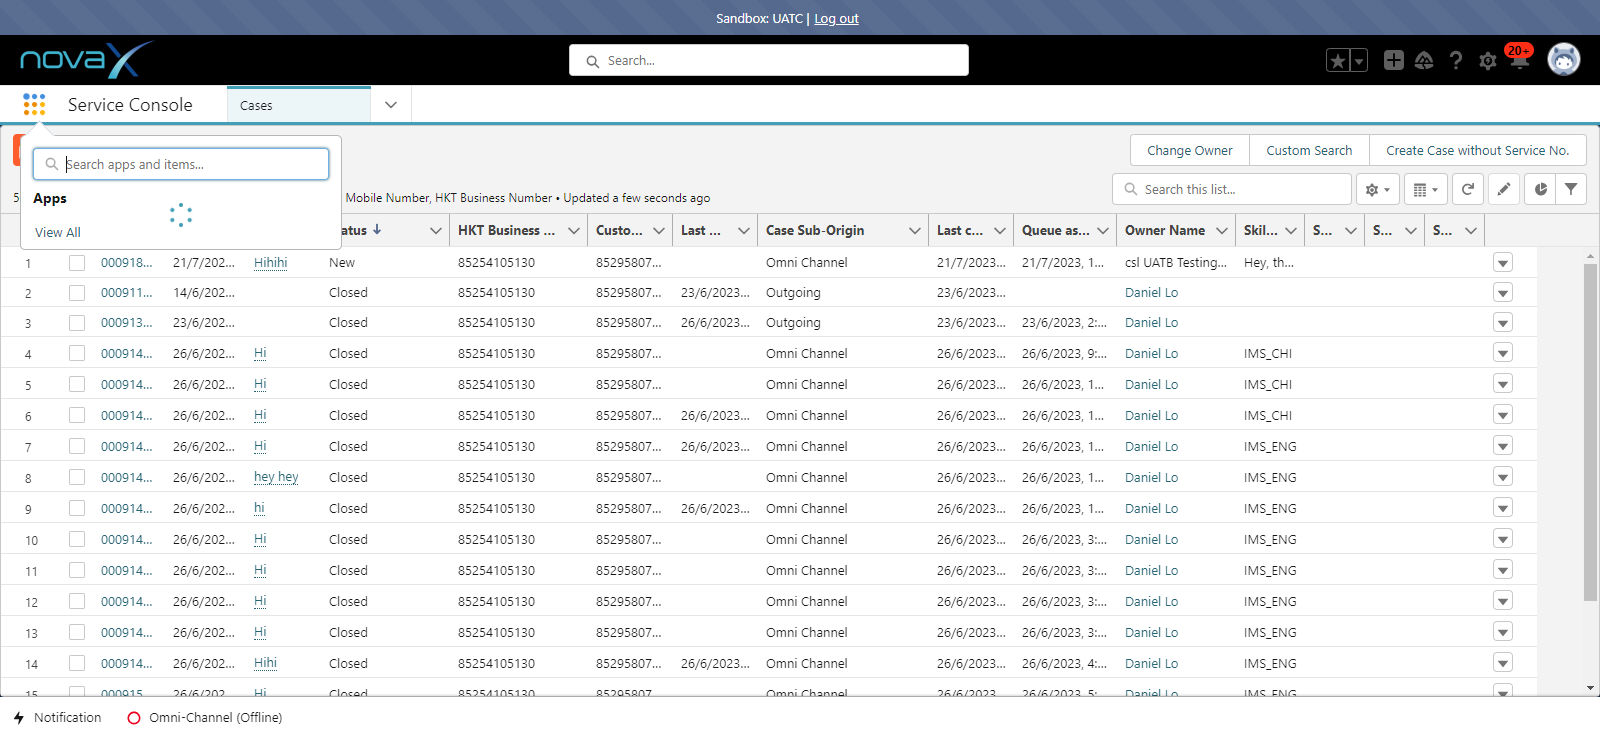 Sandbox: UATC | Log out
novaX
Search...
20+
Service Console
Cases
Search apps and items...
Apps
View All
Change Owner
Custom Search
Create Case without Service No.
Mobile Number, HKT Business Number • Updated a few seconds ago
Search this list...
HKT Business ... Custo... Last ... Case Sub-Origin Last c... Queue as... Owner Name Skil... S... S... S...
1 000918... 21/7/202... Hihihi New 85254105130 85295807... Omni Channel 21/7/2023... 21/7/2023, 1... csl UATB Testing... Hey, th...
2 000911... 14/6/202... Closed 85254105130 85295807... 23/6/2023... Outgoing 23/6/2023... Daniel Lo
3 000913... 23/6/202... Closed 85254105130 85295807... 26/6/2023... Outgoing 23/6/2023... 23/6/2023, 2:... Daniel Lo
4 000914... 26/6/202... Hi Closed 85254105130 85295807... Omni Channel 26/6/2023... 26/6/2023, 9:... Daniel Lo IMS_CHI
5 000914... 26/6/202... Hi Closed 85254105130 85295807... Omni Channel 26/6/2023... 26/6/2023, 1... Daniel Lo IMS_CHI
6 000914... 26/6/202... Hi Closed 85254105130 85295807... 26/6/2023... Omni Channel 26/6/2023... 26/6/2023, 1... Daniel Lo IMS_CHI
7 000914... 26/6/202... Hi Closed 85254105130 85295807... 26/6/2023... Omni Channel 26/6/2023... 26/6/2023, 1... Daniel Lo IMS_ENG
8 000914... 26/6/202... hey hey Closed 85254105130 85295807... Omni Channel 26/6/2023... 26/6/2023, 1... Daniel Lo IMS_ENG
9 000914... 26/6/202... hi Closed 85254105130 85295807... 26/6/2023... Omni Channel 26/6/2023... 26/6/2023, 1... Daniel Lo IMS_ENG
10 000914... 26/6/202... Hi Closed 85254105130 85295807... Omni Channel 26/6/2023... 26/6/2023, 3:... Daniel Lo IMS_ENG
11 000914... 26/6/202... Hi Closed 85254105130 85295807... Omni Channel 26/6/2023... 26/6/2023, 3:... Daniel Lo IMS_ENG
12 000914... 26/6/202... Hi Closed 85254105130 85295807... Omni Channel 26/6/2023... 26/6/2023, 3:... Daniel Lo IMS_ENG
13 000914... 26/6/202... Hi Closed 85254105130 85295807... Omni Channel 26/6/2023... 26/6/2023, 3:... Daniel Lo IMS_ENG
14 000914... 26/6/202... Hihi Closed 85254105130 85295807... 26/6/2023... Omni Channel 26/6/2023... 26/6/2023, 4:... Daniel Lo IMS_ENG
15 000915... 26/6/202... Hi Closed 85254105130 85295807... Omni Channel 26/6/2023... 26/6/2023, 5:... Daniel Lo IMS_ENG
Notification
Omni-Channel (Offline)